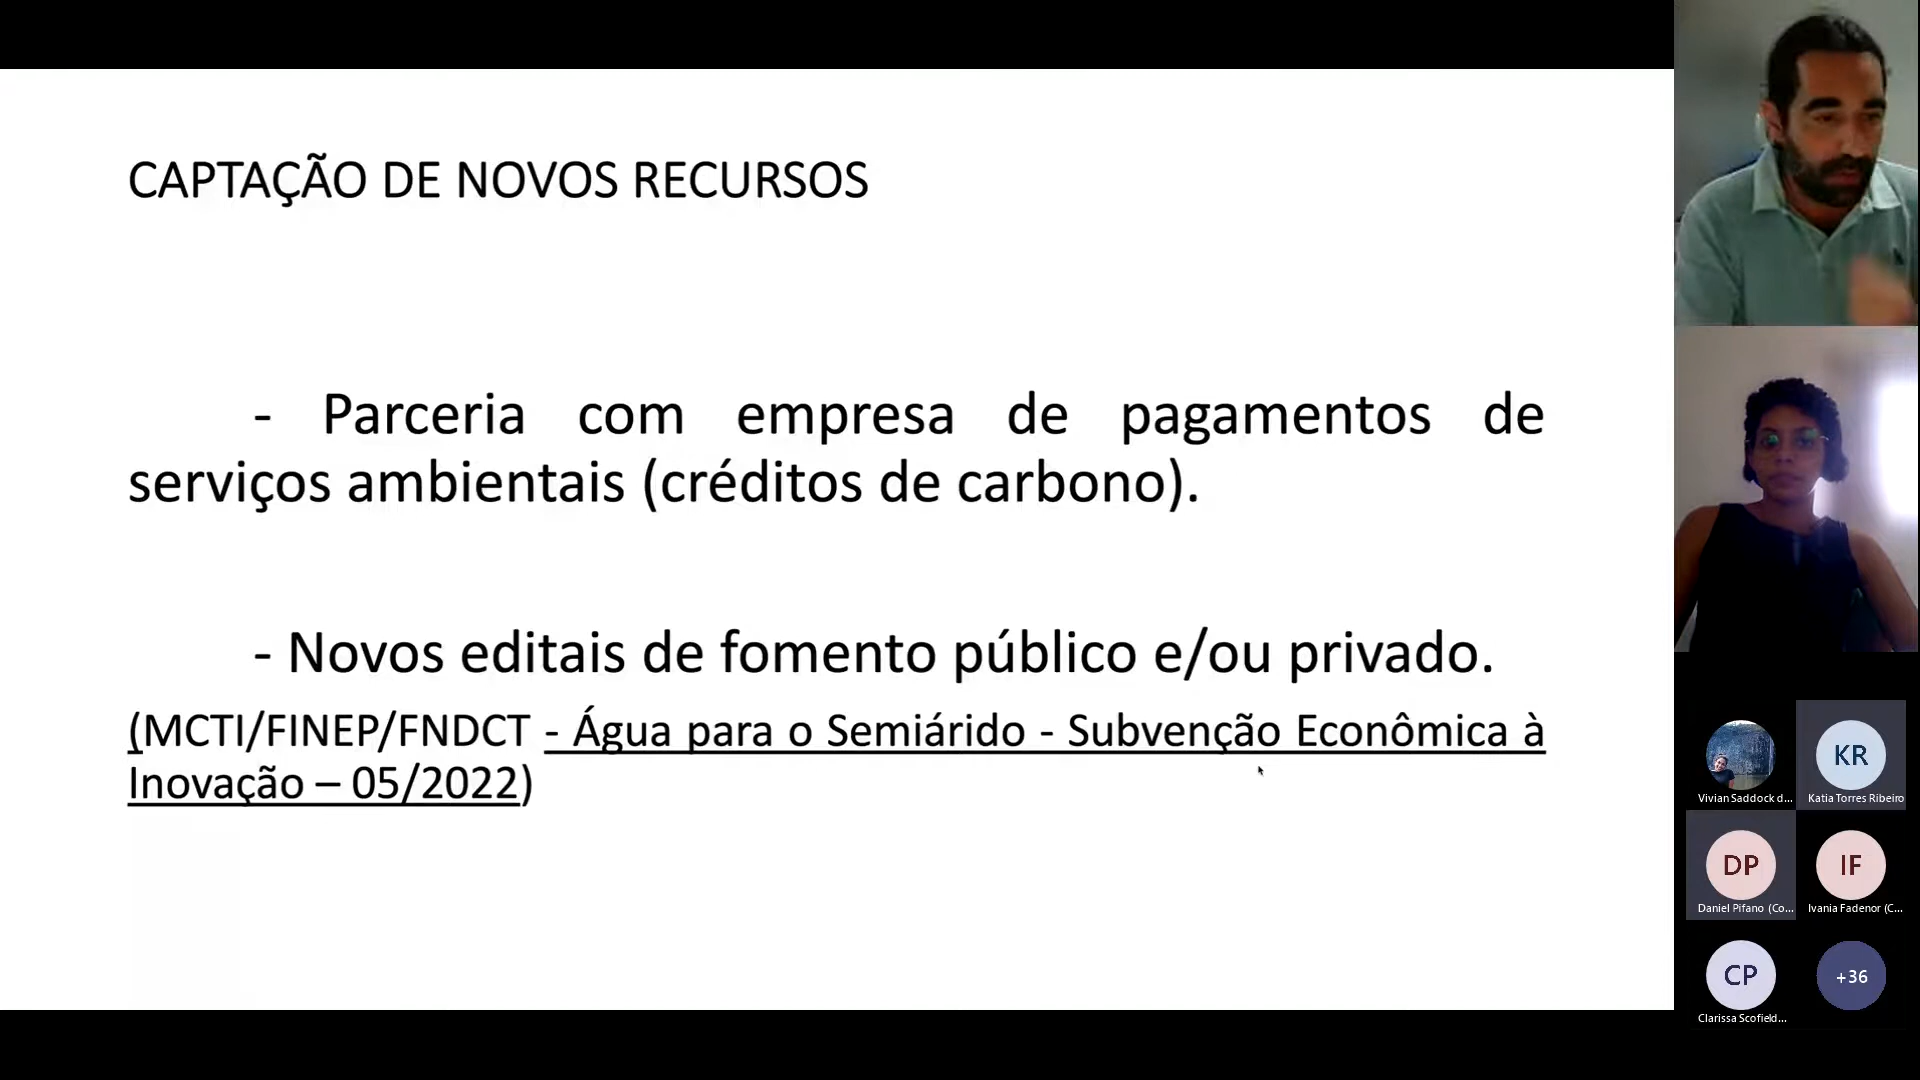 CAPTAÇÃO DE NOVOS RECURSOS
- Parceria com empresa de pagamentos de
serviços ambientais (créditos de carbono).
- Novos editais de fomento público e/ou privado.
(MCTI/FINEP/FNDCT - Água para o Semiárido - Subvenção Econômica à
Inovação – 05/2022)
KR
Vivian Saddock d...
Katia Torres Ribeiro
DP
IF
Daniel Pifano (Co...
Ivania Fadenor (C...
CP
+36
Clarissa Scofield...